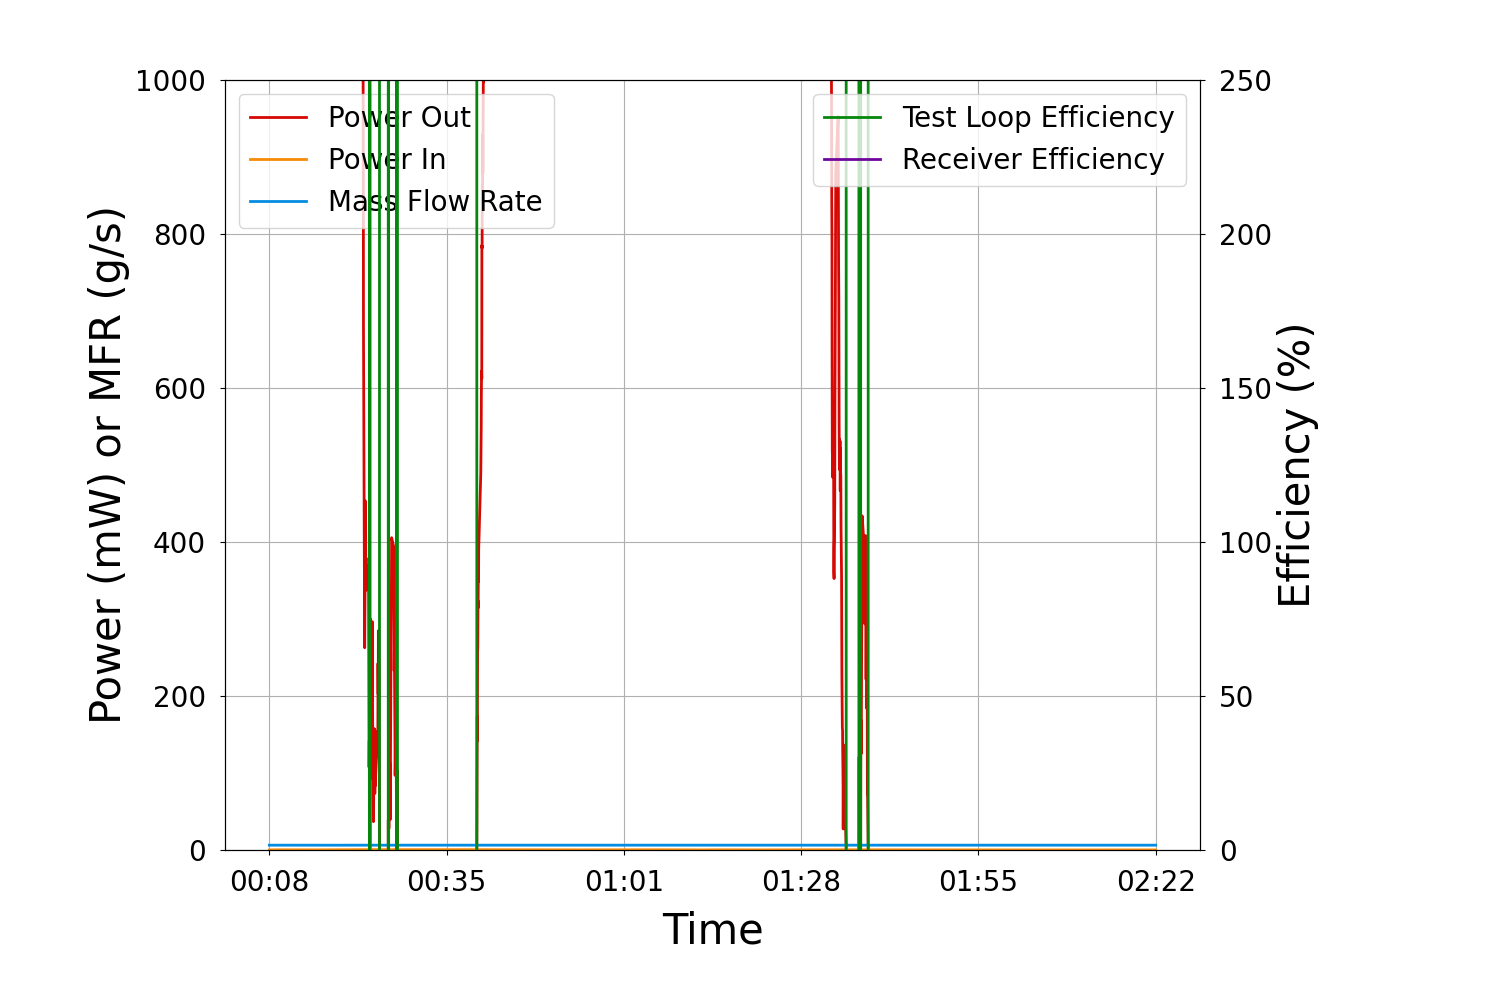 1000
800
600
400
200
0
Power (mW) or MFR (g/s)
Power Out
Power In
Mass Flow Rate
Test Loop Efficiency
Receiver Efficiency
250
200
150
100
50
0
Efficiency (%)
00:08 00:35 01:01 01:28 01:55 02:22
Time